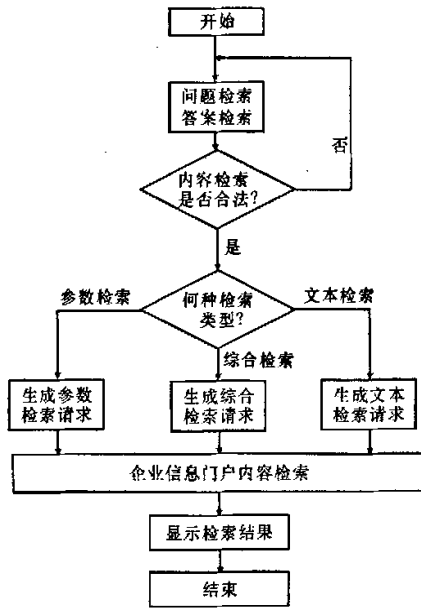 开始
问题检索
答案检索
否
内容检索
是否合法?
是
参数检索
何种检索
类型?
文本检索
综合检索
生成参数
检索请求
生成综合
检索请求
生成文本
检索请求
企业信息门户内容检索
显示检索结果
结束